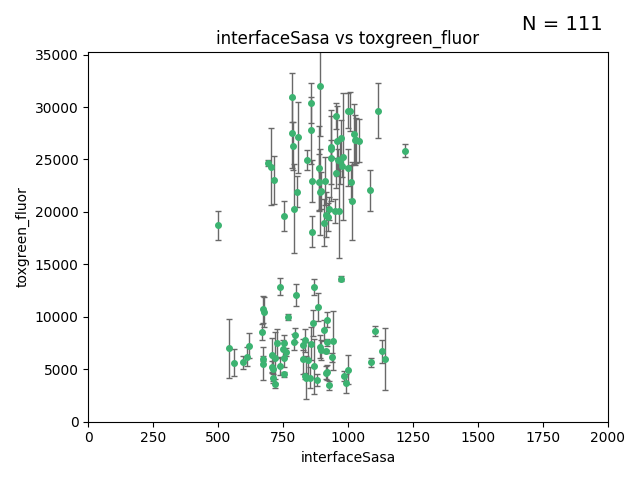 N = 111
interfaceSasa vs toxgreen_fluor
35000
30000
25000
20000
15000
10000
5000
0
toxgreen_fluor
0 250 500 750 1000 1250 1500 1750 2000
interfaceSasa